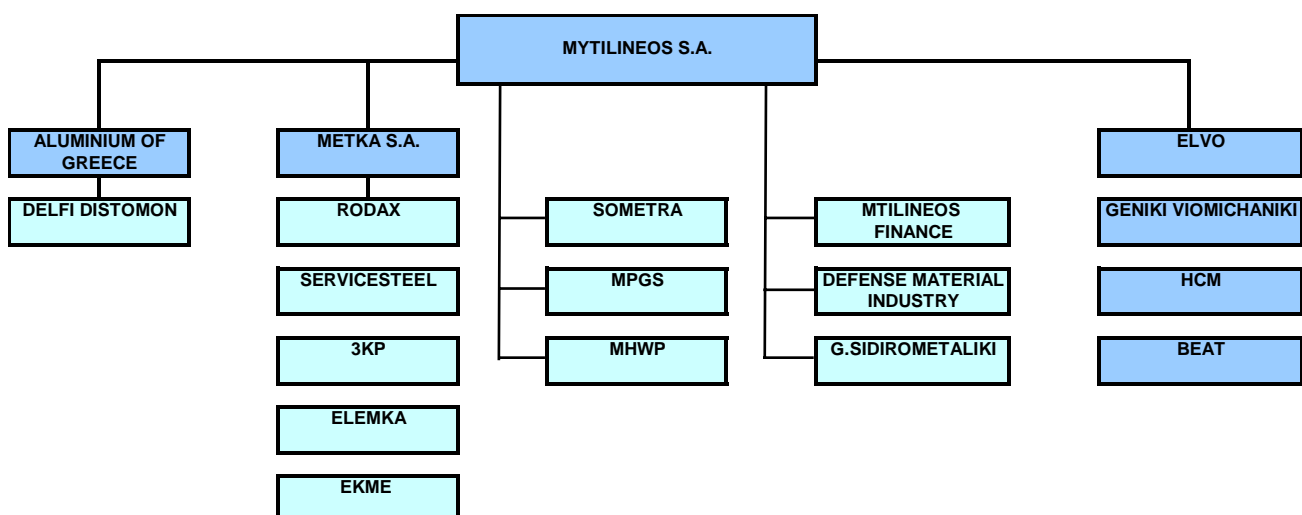 MYTILINEOS S.A.
ALUMINIUM OF
GREECE
METKA S.A.
ELVO
DELFI DISTOMON
RODAX
SOMETRA
MTILINEOS
FINANCE
GENIKI VIOMICHANIKI
SERVICESTEEL
MPGS
DEFENSE MATERIAL
INDUSTRY
HCM
3KP
MHWP
G.SIDIROMETALIKI
BEAT
ELEMKA
EKME